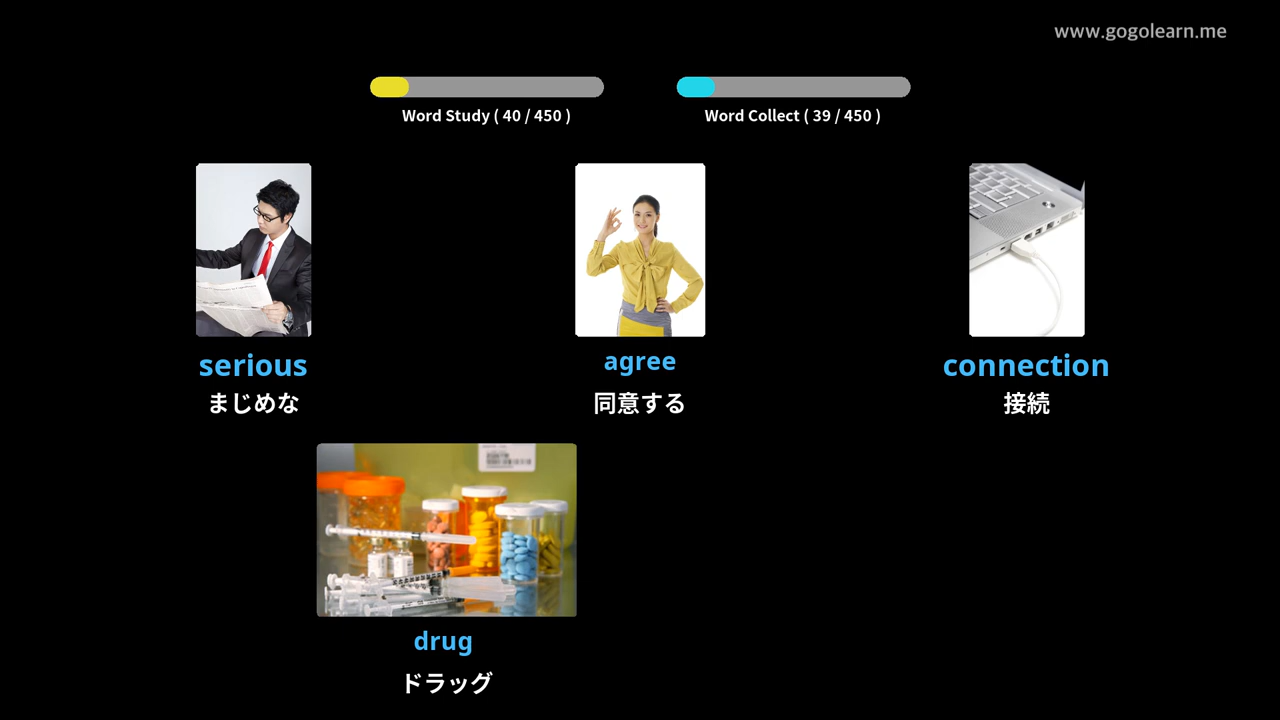 www.gogolearn.me
Word Study ( 40 / 450 )
Word Collect ( 39 / 450 )
serious
まじめな
agree
同意する
connection
接続
drug
ドラッグ